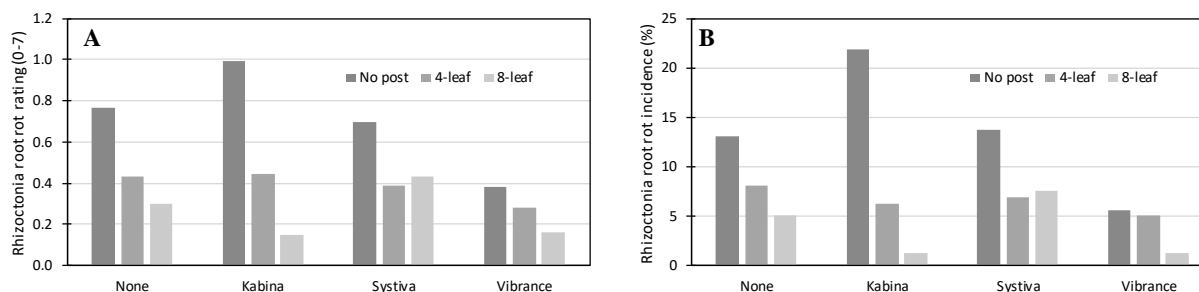 A
Rhizoctonia root rot rating (0-7)
1.2
1.0
0.8
0.6
0.4
0.2
0.0
No post 4-leaf 8-leaf
None Kabina Systiva Vibrance
B
Rhizoctonia root rot incidence (%)
25
20
15
10
5
0
No post 4-leaf 8-leaf
None Kabina Systiva Vibrance